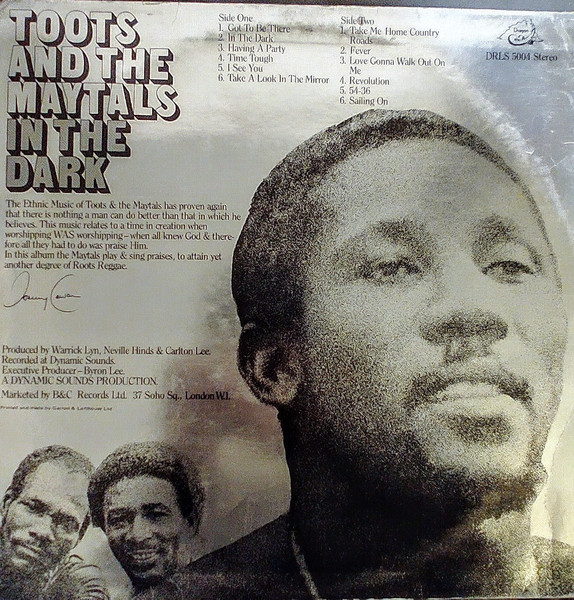 TOOTS
AND THE
MAYTALS
IN THE
DARK
Side One
1. Got To Be There
2. In The Dark
3. Having A Party
4. Time Tough
5. I See You
6. Take A Look In The Mirror
Side Two
1. Take Me Home Country
Roads
2. Fever
3. Love Gonna Walk Out On
Me
4. Revolution
5. 54-36
6. Sailing On
Dragon
DRLS 5004 Stereo
The Ethnic Music of Toots & the Maytals has proven again
that there is nothing a man can do better than that in which he
believes. This music relates to a time in creation when
worshipping WAS worshipping–when all knew God & there-
fore all they had to do was praise Him.
In this album the Maytals play & sing praises, to attain yet
another degree of Roots Reggae.
Produced by Warrick Lyn, Neville Hinds & Carlton Lee.
Recorded at Dynamic Sounds.
Executive Producer–Byron Lee.
A DYNAMIC SOUNDS PRODUCTION.
Marketed by B&C Records Ltd. 37 Soho Sq., London W.1.
Printed and made by Garrod & Lofthouse Ltd